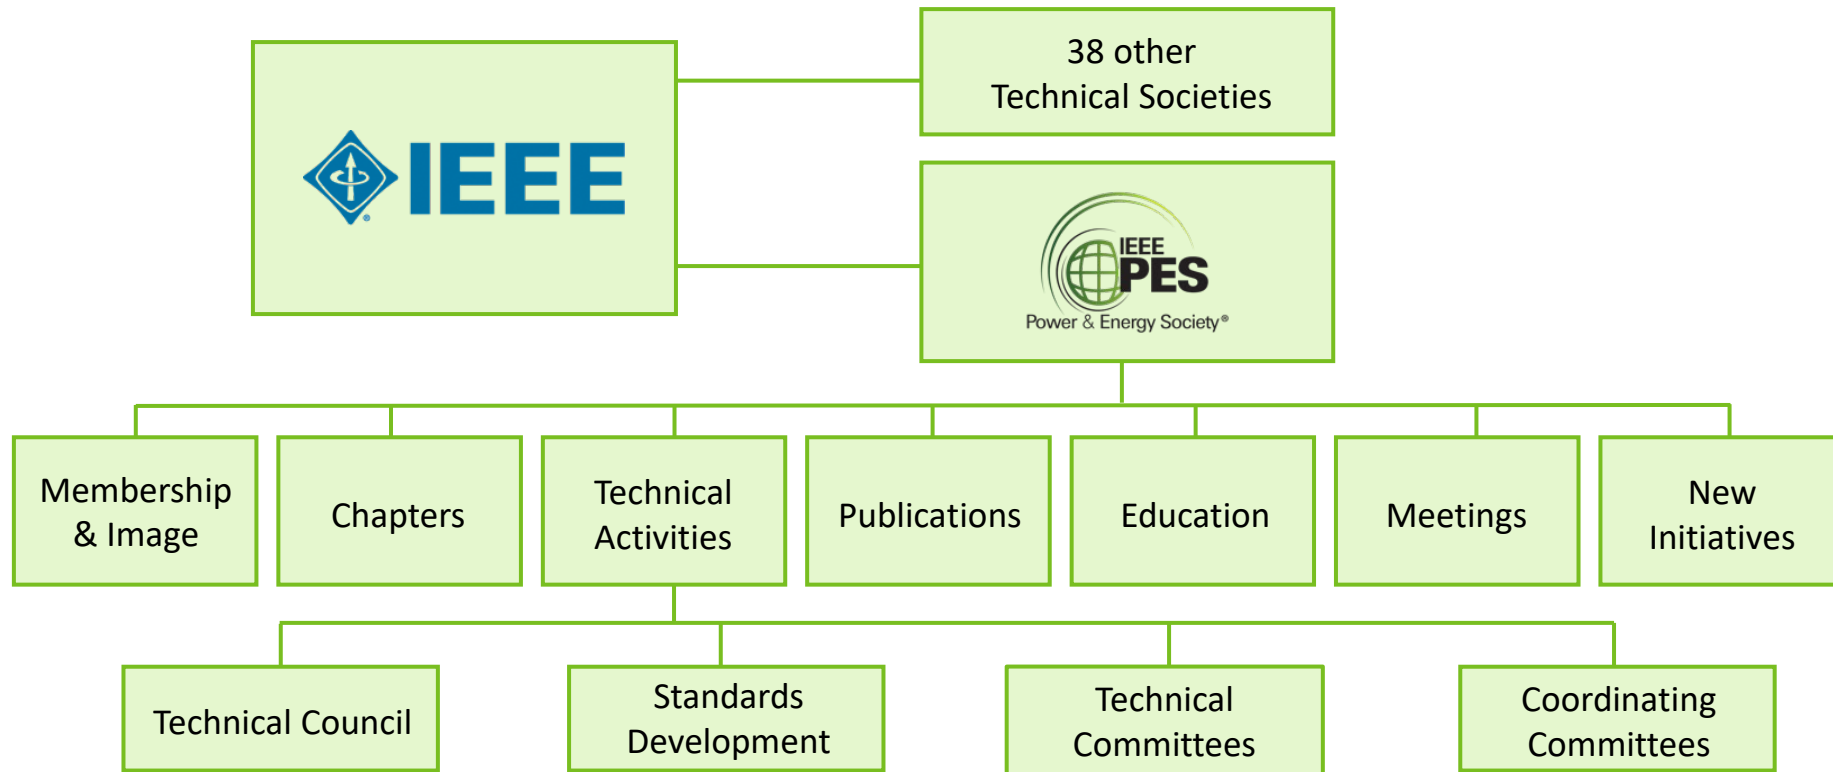 38 other
Technical Societies
® IEEE
IEEE
PES
Power & Energy Society®
Membership
& Image
Chapters
Technical
Activities
Publications
Education
Meetings
New
Initiatives
Technical Council
Standards
Development
Technical
Committees
Coordinating
Committees